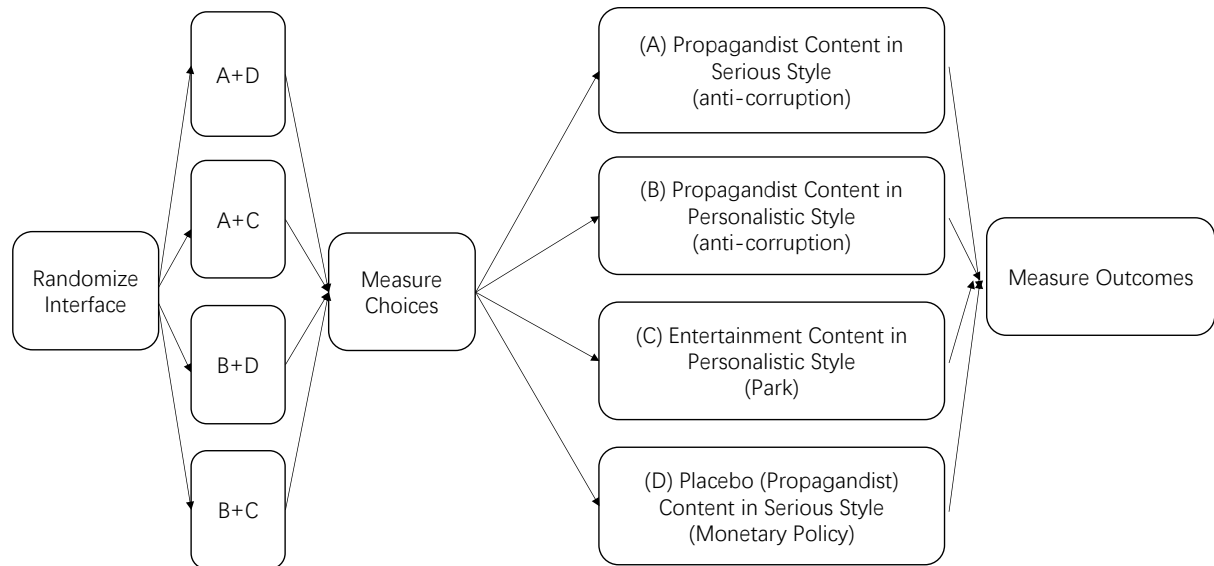 Randomize
Interface
A+D
A+C
B+D
B+C
Measure
Choices
(A) Propagandist Content in
Serious Style
(anti-corruption)
(B) Propagandist Content in
Personalistic Style
(anti-corruption)
(C) Entertainment Content in
Personalistic Style
(Park)
(D) Placebo (Propagandist)
Content in Serious Style
(Monetary Policy)
Measure Outcomes